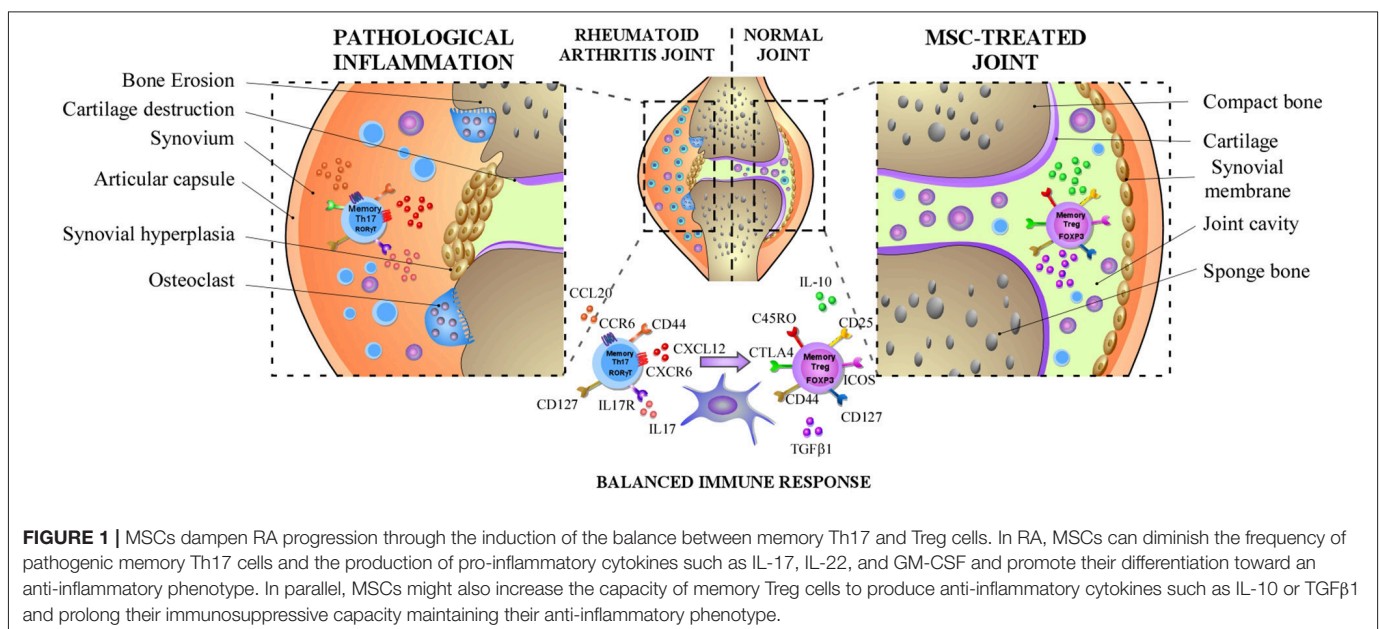 PATHOLOGICAL
INFLAMMATION
RHEUMATOID
ARTHRITIS JOINT
NORMAL
JOINT
MSC-TREATED
JOINT
Bone Erosion
Cartilage destruction
Synovium
Articular capsule
Synovial hyperplasia
Osteoclast
Memory
Th17
RORγT
Compact bone
Cartilage
Synovial
membrane
Joint cavity
Sponge bone
Memory
Treg
FOXP3
CCL20
CCR6
CD44
CXCL12
CXCR6
CD127
IL17R
IL17
Memory
Th17
RORγT
IL-10
C45RO
CD25
CTLA4
ICOS
CD44
CD127
TGFβ1
Memory
Treg
FOXP3
BALANCED IMMUNE RESPONSE
FIGURE 1 | MSCs dampen RA progression through the induction of the balance between memory Th17 and Treg cells. In RA, MSCs can diminish the frequency of
pathogenic memory Th17 cells and the production of pro-inflammatory cytokines such as IL-17, IL-22, and GM-CSF and promote their differentiation toward an
anti-inflammatory phenotype. In parallel, MSCs might also increase the capacity of memory Treg cells to produce anti-inflammatory cytokines such as IL-10 or TGFβ1
and prolong their immunosuppressive capacity maintaining their anti-inflammatory phenotype.